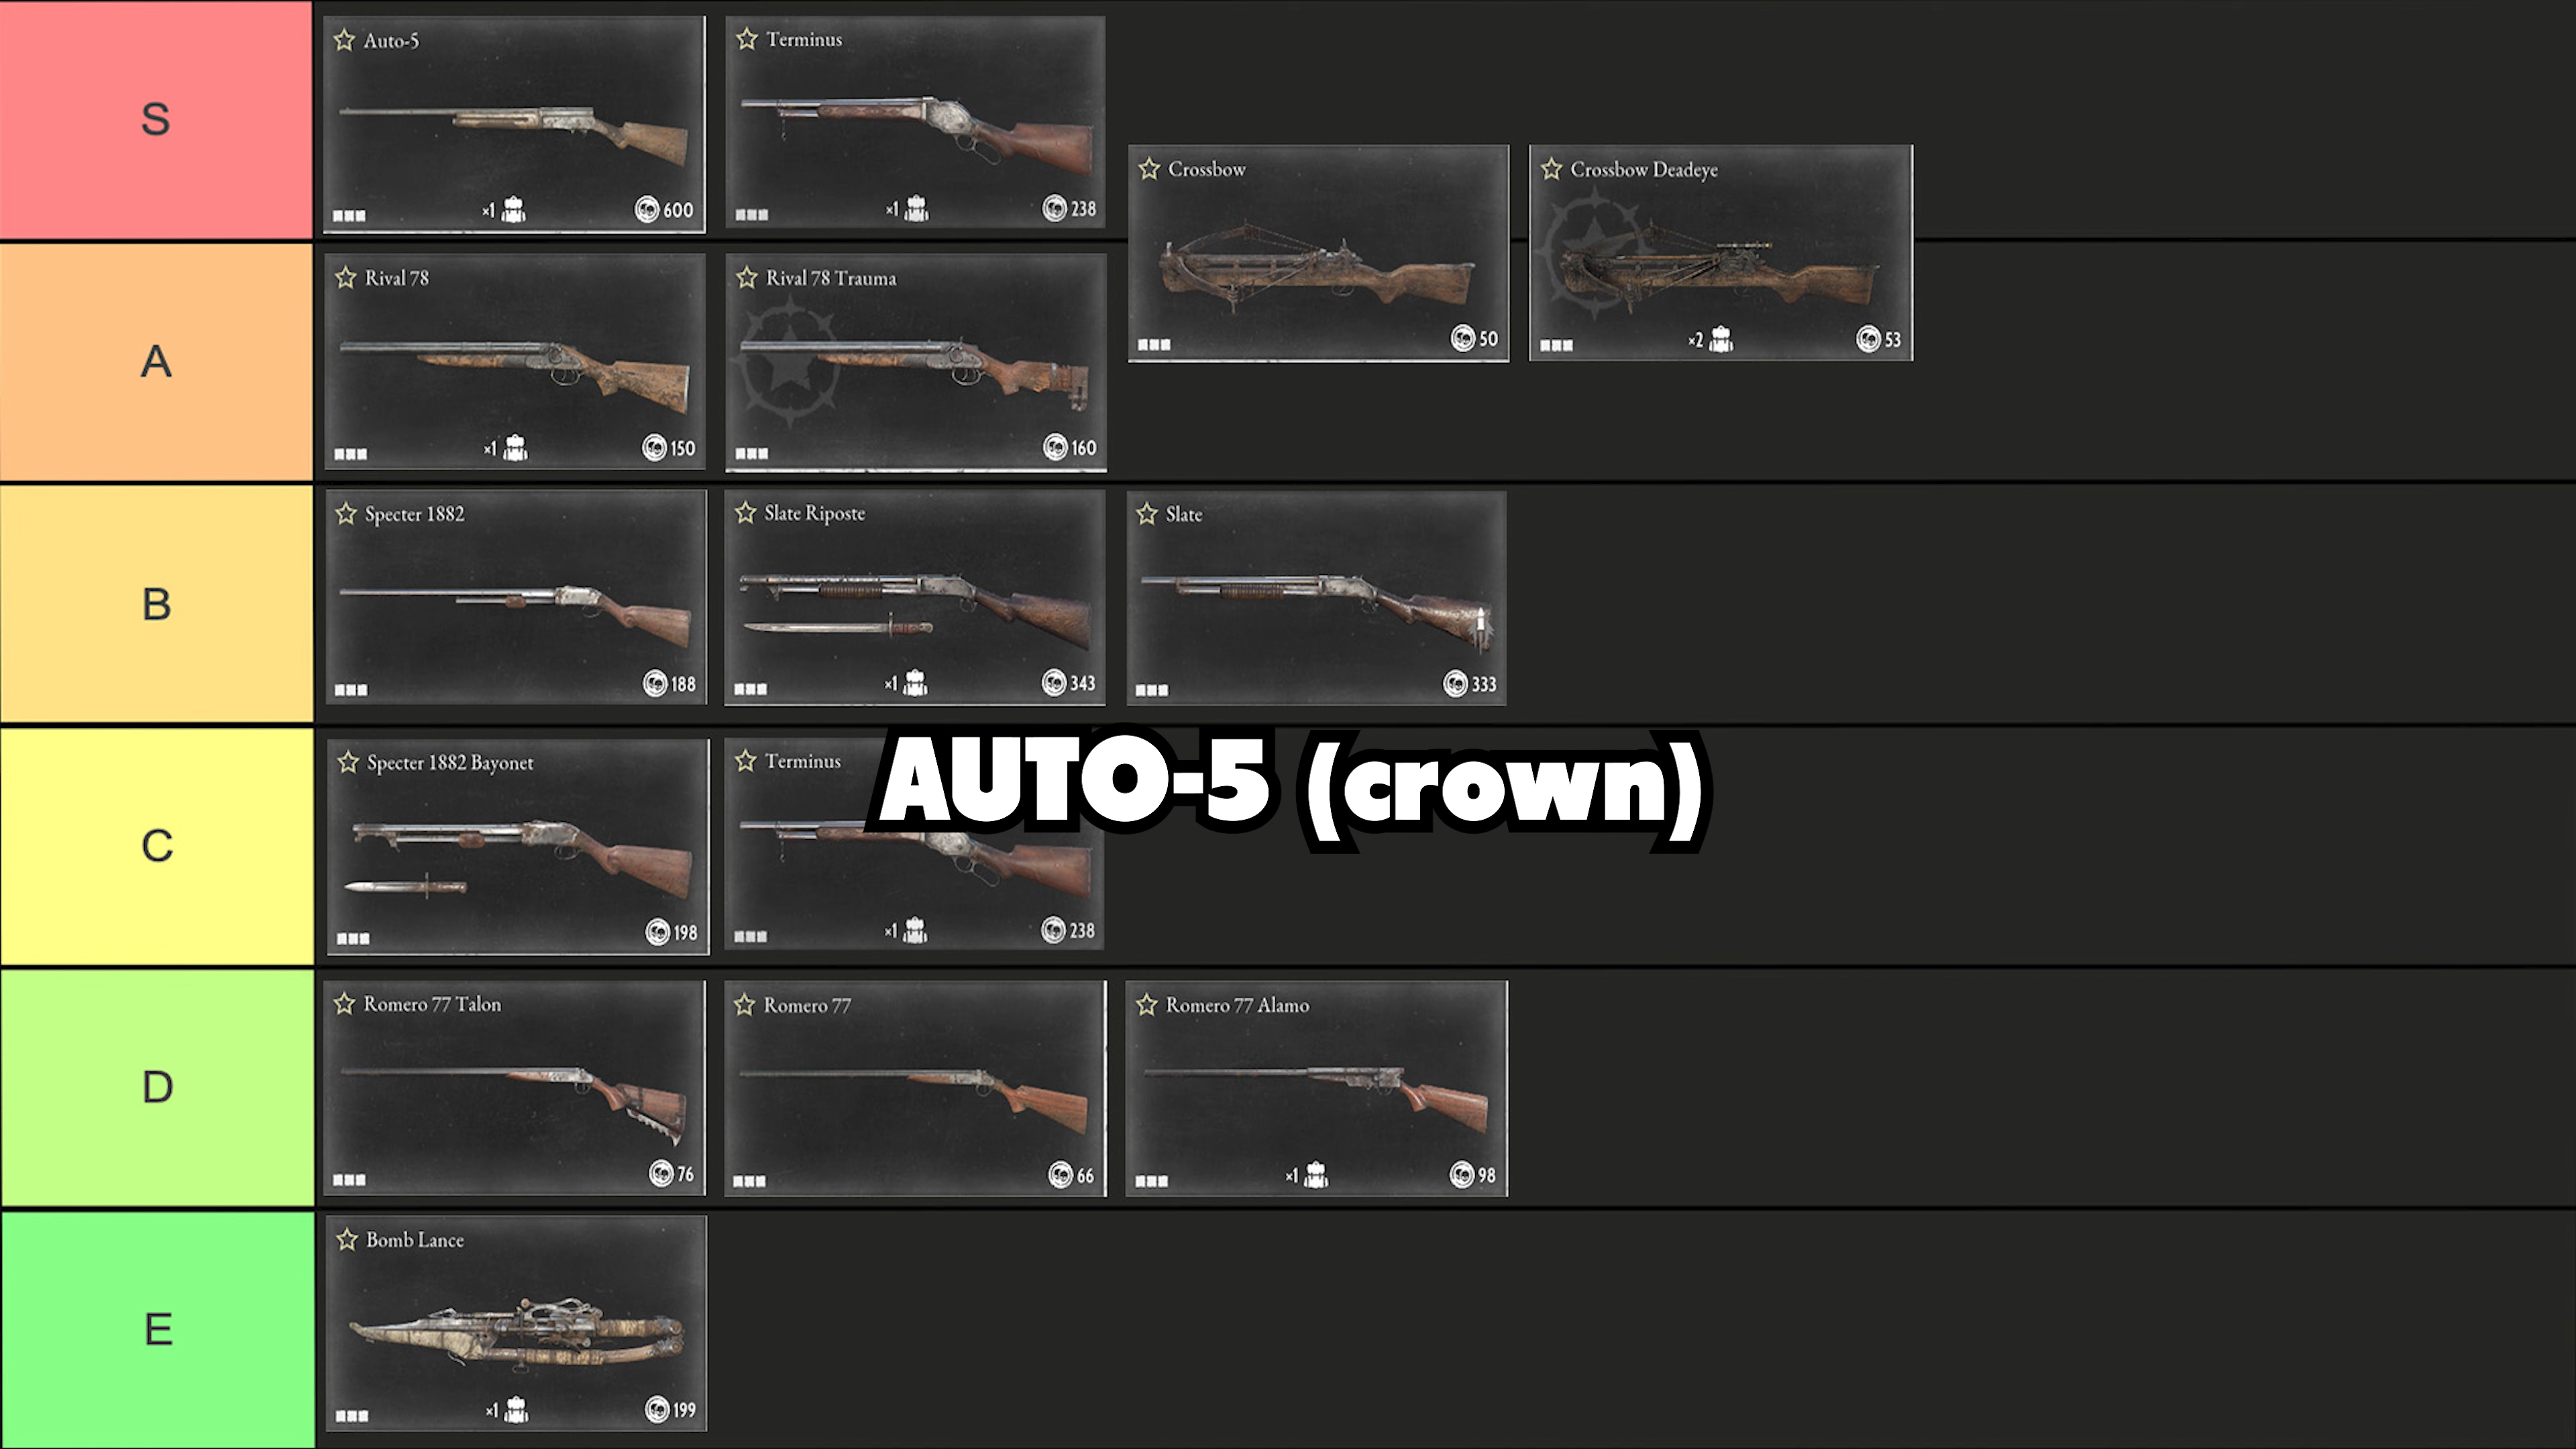 S
Auto-5
×1
600
Terminus
×1
238
Crossbow
50
Crossbow Deadeye
×2
53
A
Rival 78
×1
150
Rival 78 Trauma
160
B
Specter 1882
188
Slate Riposte
×1
343
Slate
333
AUTO-5 (crown)
C
Specter 1882 Bayonet
198
Terminus
×1
238
D
Romero 77 Talon
76
Romero 77
66
Romero 77 Alamo
×1
98
E
Bomb Lance
×1
199